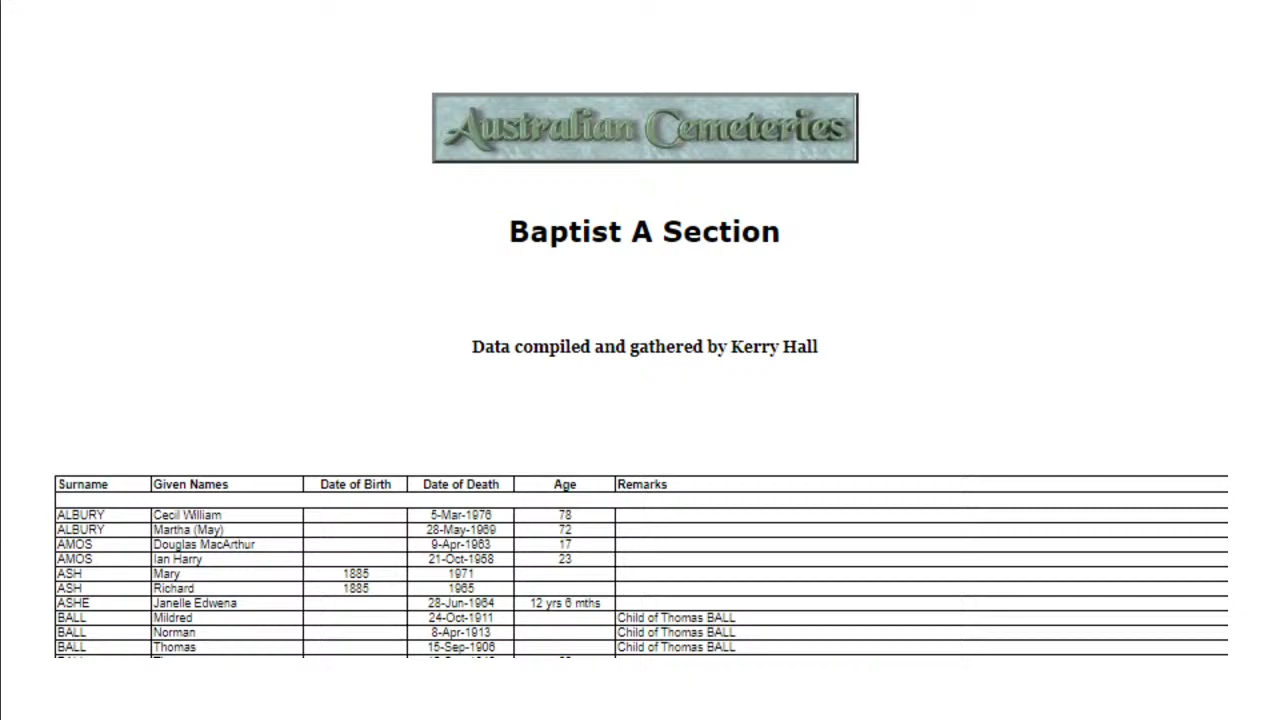 Australian Cemeteries
Baptist A Section
Data compiled and gathered by Kerry Hall
Surname Given Names Date of Birth Date of Death Age Remarks
ALBURY Cecil William 5-Mar-1976 78
ALBURY Martha (May) 28-May-1969 72
AMOS Douglas MacArthur 9-Apr-1963 17
AMOS Ian Harry 21-Oct-1958 23
ASH Mary 1885 1971
ASH Richard 1885 1965
ASHE Janelle Edwena 28-Jun-1964 12 yrs 6 mths
BALL Mildred 24-Oct-1911 Child of Thomas BALL
BALL Norman 8-Apr-1913 Child of Thomas BALL
BALL Thomas 15-Sep-1906 Child of Thomas BALL